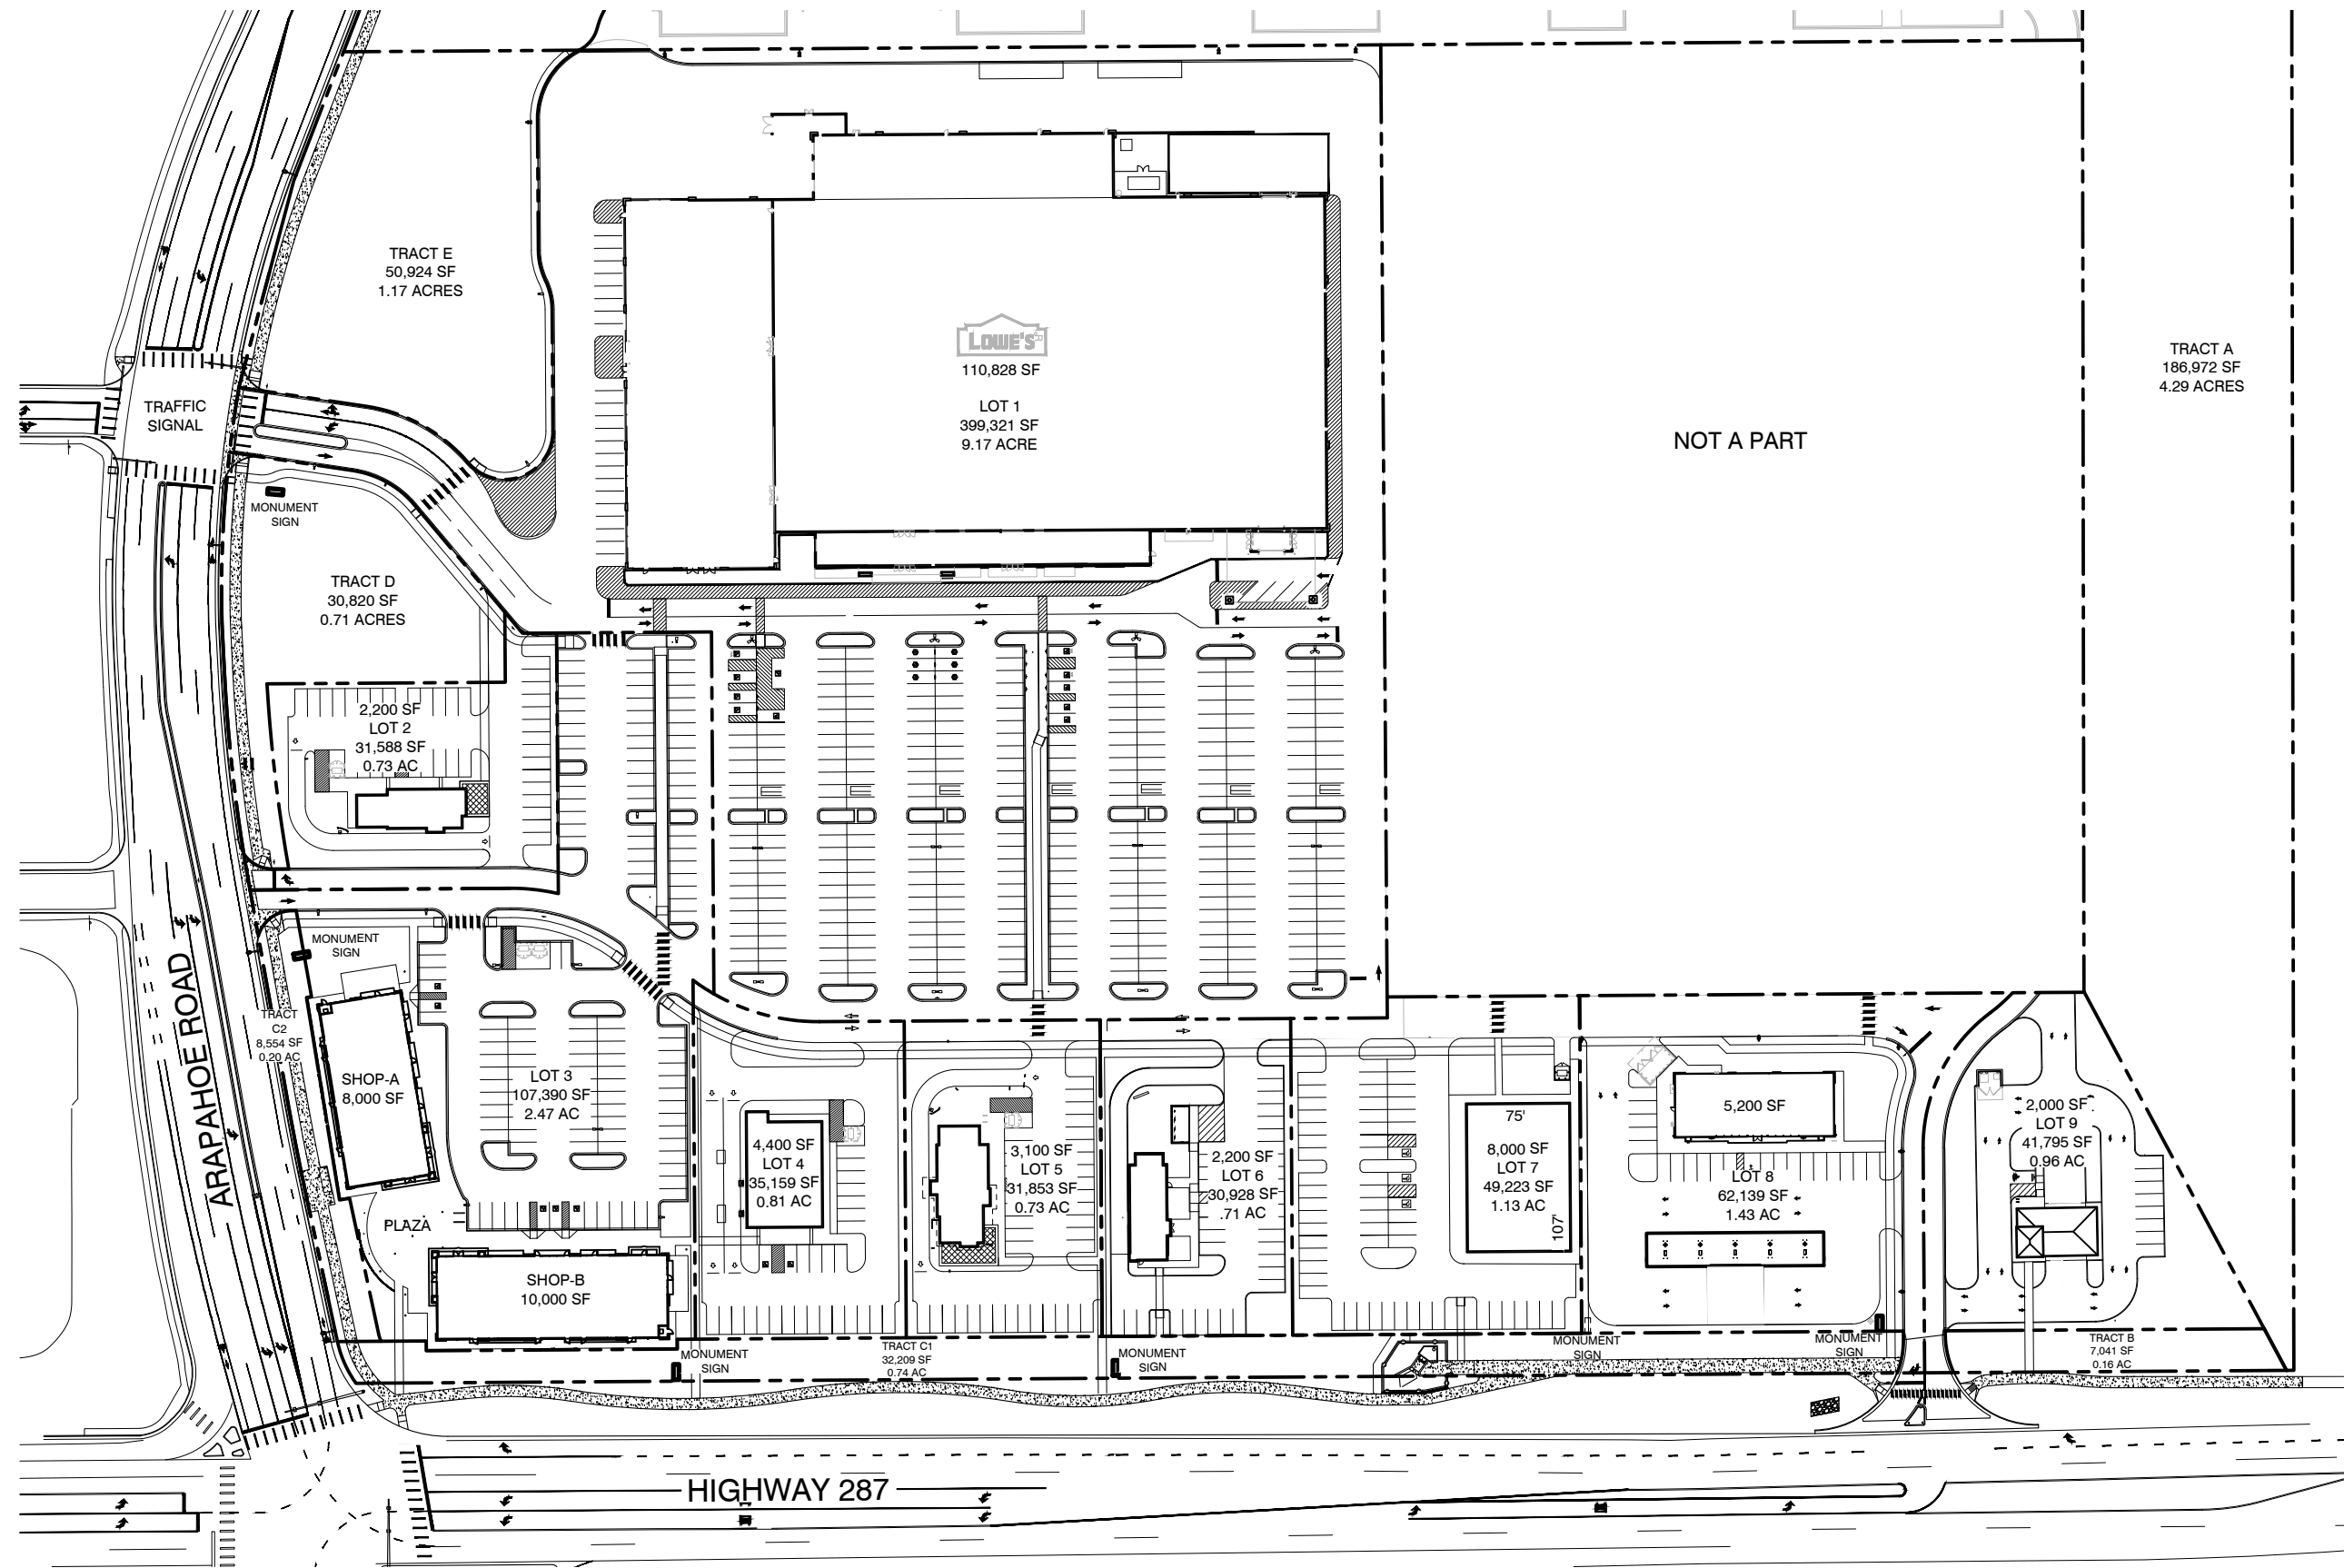 TRACT E
50,924 SF
1.17 ACRES
LOWE'S
110,828 SF
LOT 1
399,321 SF
9.17 ACRE
NOT A PART
TRACT A
186,972 SF
4.29 ACRES
TRAFFIC
SIGNAL
MONUMENT
SIGN
TRACT D
30,820 SF
0.71 ACRES
2,200 SF
LOT 2
31,588 SF
0.73 AC
MONUMENT
SIGN
ARAPAHOE ROAD
TRACT
C2
8,554 SF
0.20 AC
SHOP-A
8,000 SF
LOT 3
107,390 SF
2.47 AC
PLAZA
SHOP-B
10,000 SF
4,400 SF
LOT 4
35,159 SF
0.81 AC
3,100 SF
LOT 5
31,853 SF
0.73 AC
2,200 SF
LOT 6
30,928 SF
.71 AC
75'
8,000 SF
LOT 7
49,223 SF
1.13 AC
107'
5,200 SF
LOT 8
62,139 SF
1.43 AC
2,000 SF
LOT 9
41,795 SF
0.96 AC
MONUMENT
SIGN
TRACT C1
32,209 SF
0.74 AC
MONUMENT
SIGN
MONUMENT
SIGN
MONUMENT
SIGN
TRACT B
7,041 SF
0.16 AC
HIGHWAY 287